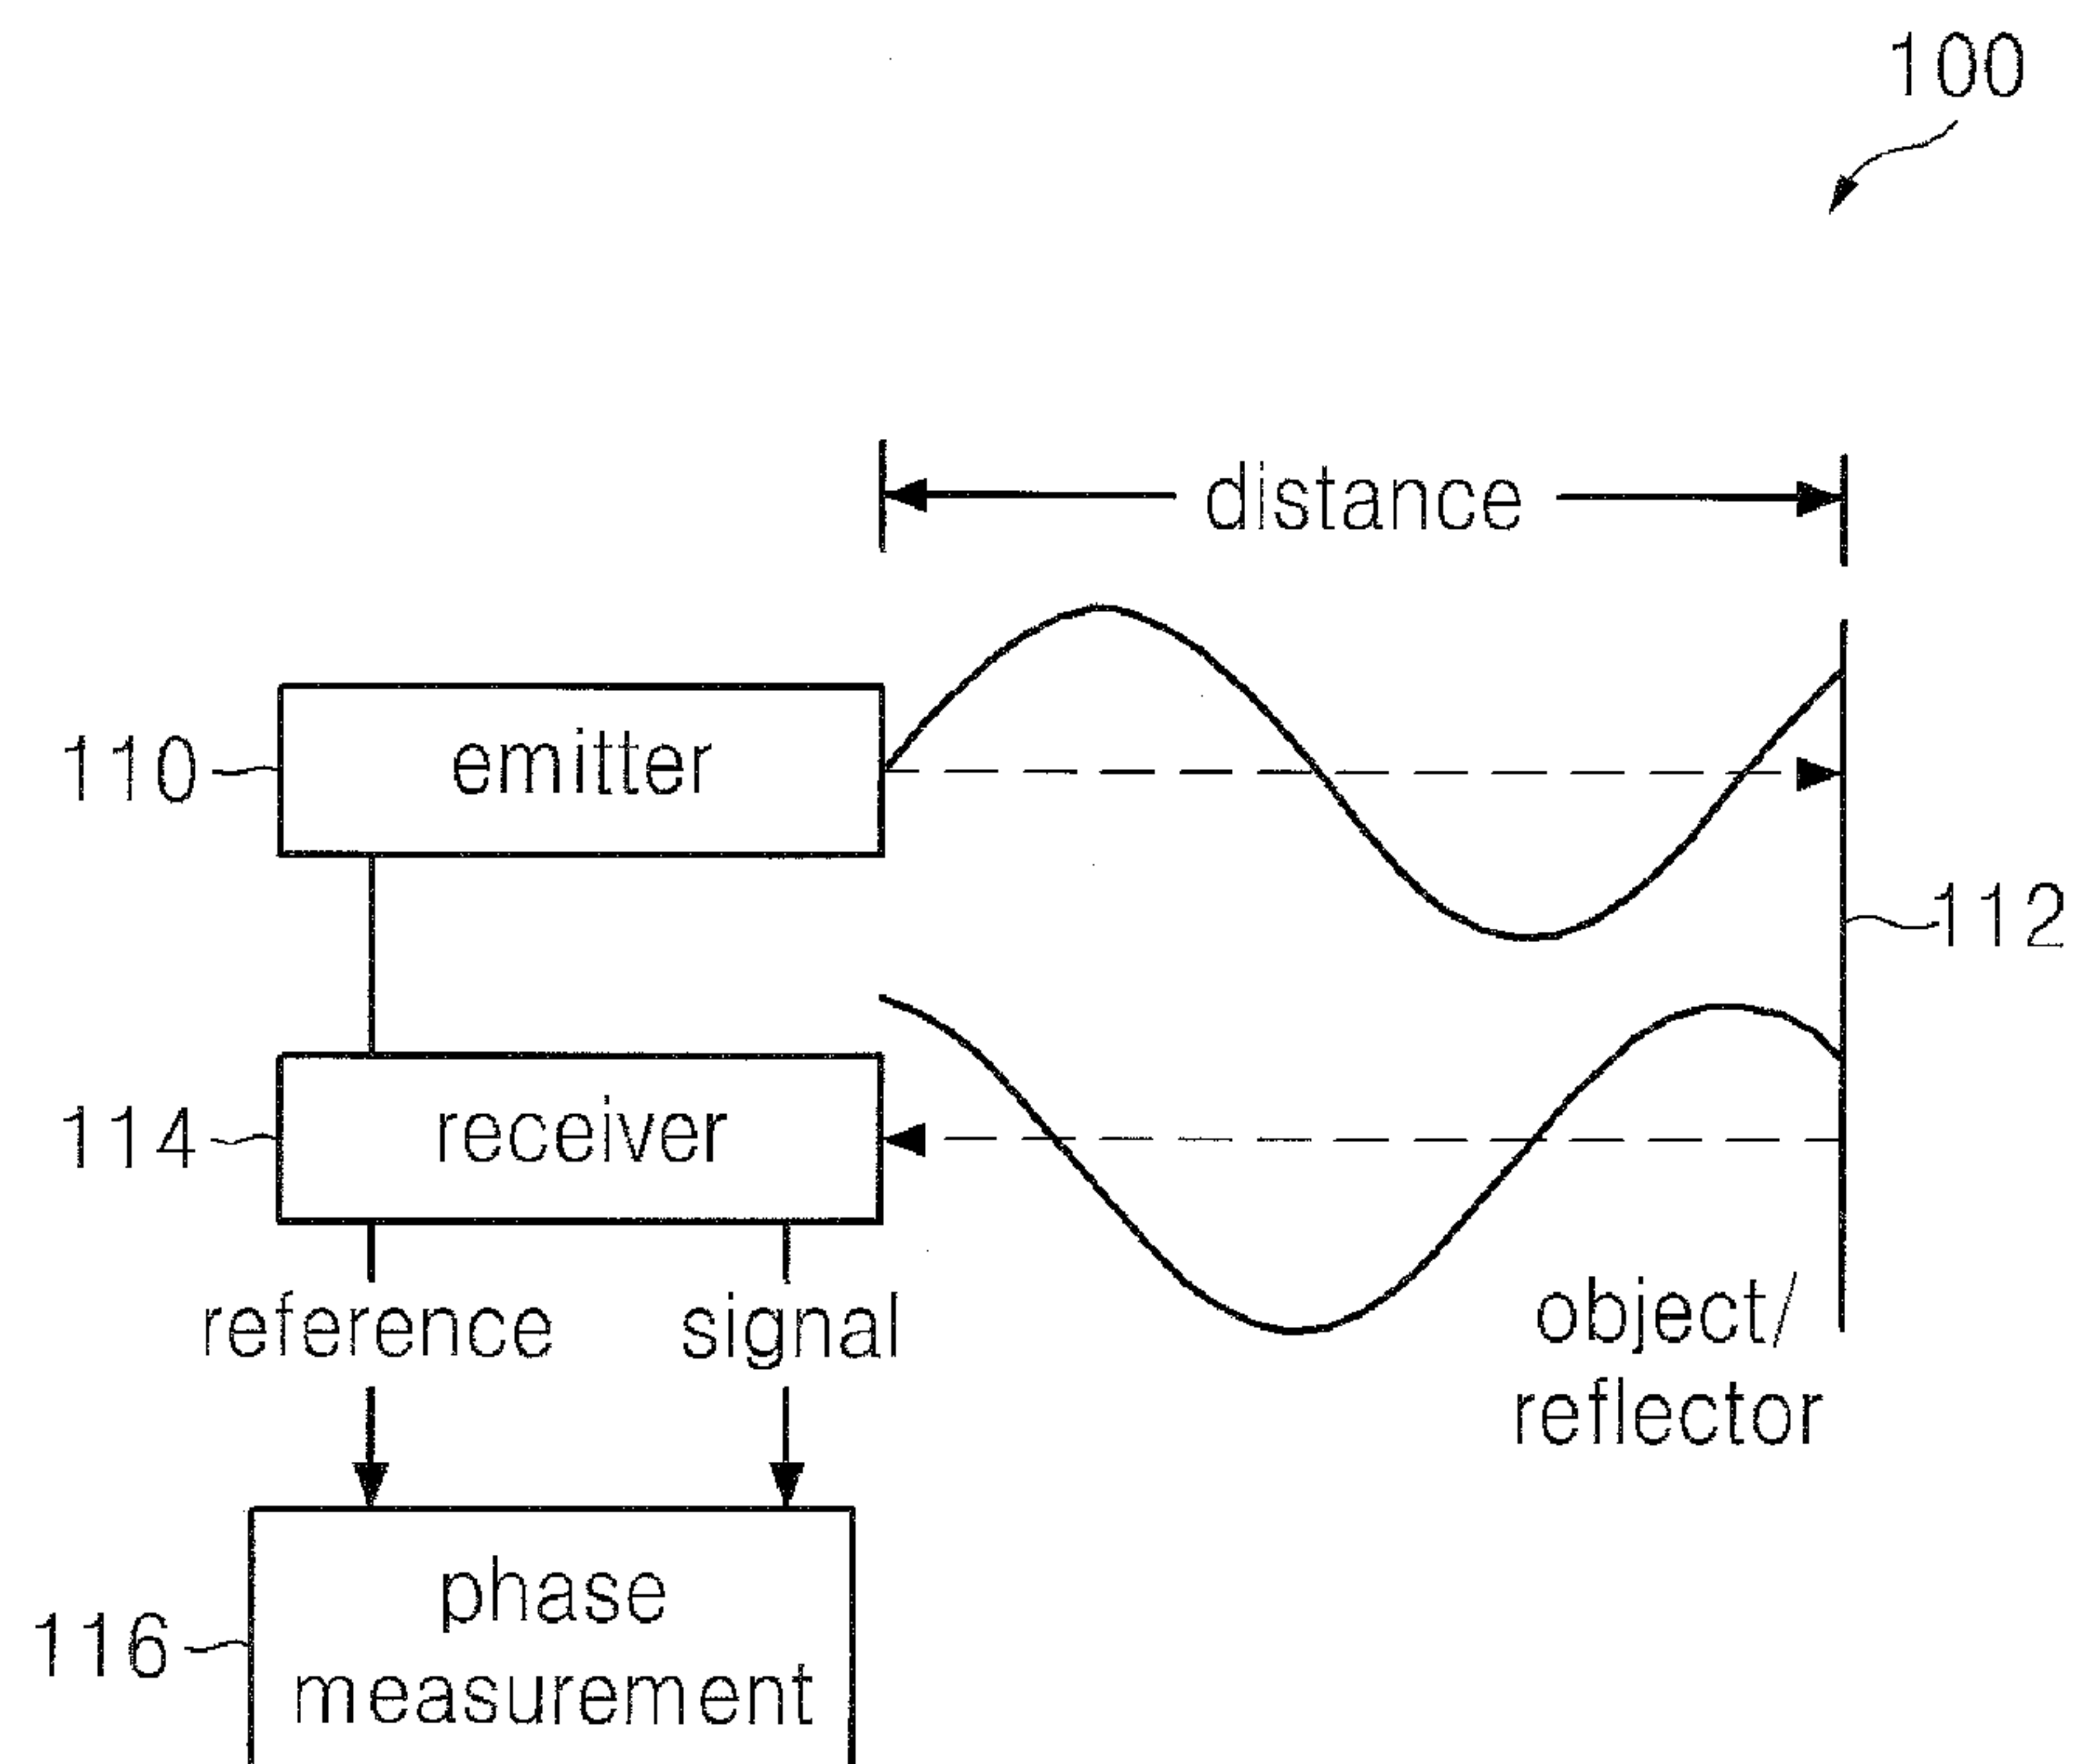 100
distance
110
emitter
112
114
receiver
reference
signal
object/
reflector
116
phase
measurement